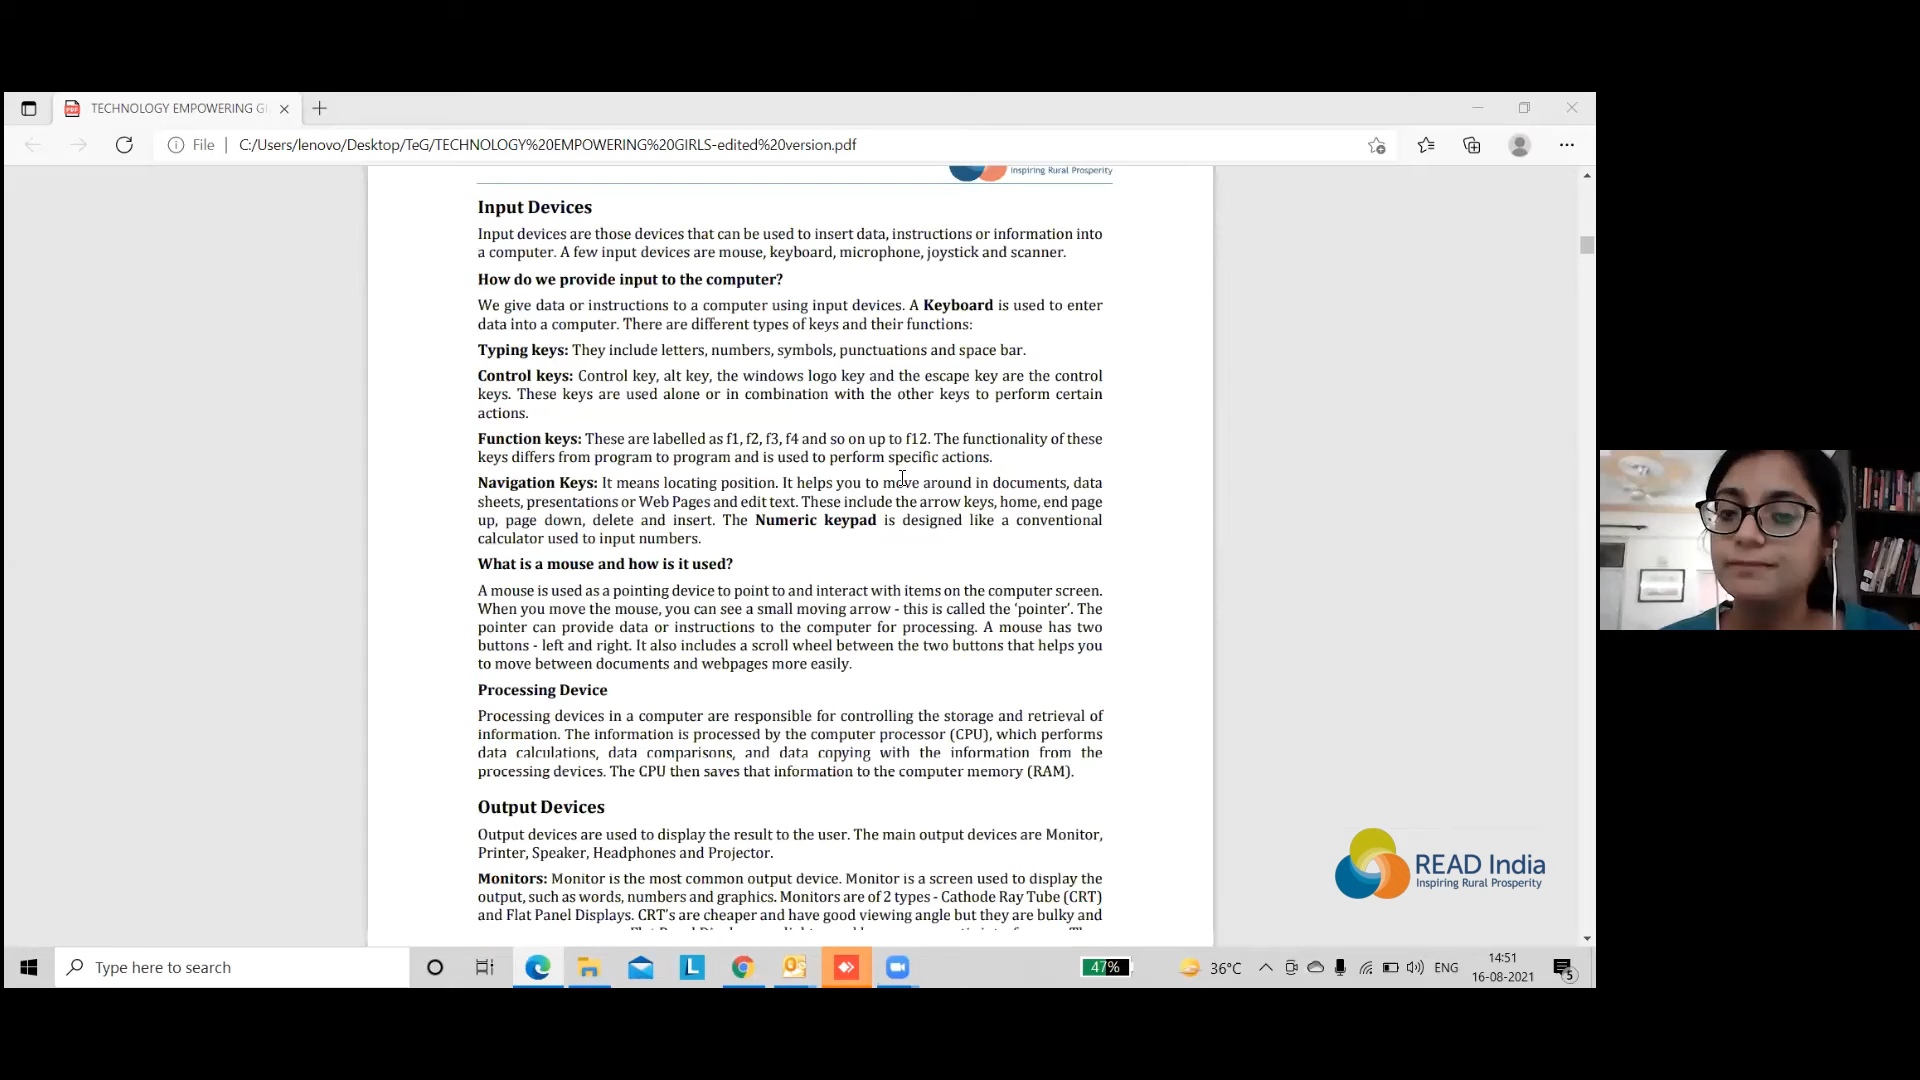 TECHNOLOGY EMPOWERING GI
File
C:/Users/lenovo/Desktop/TeG/TECHNOLOGY%20EMPOWERING%20GIRLS-edited%20version.pdf
Inspiring Rural Prosperity
Input Devices
Input devices are those devices that can be used to insert data, instructions or information into
a computer. A few input devices are mouse, keyboard, microphone, joystick and scanner.
How do we provide input to the computer?
We give data or instructions to a computer using input devices. A Keyboard is used to enter
data into a computer. There are different types of keys and their functions:
Typing keys: They include letters, numbers, symbols, punctuations and space bar.
Control keys: Control key, alt key, the windows logo key and the escape key are the control
keys. These keys are used alone or in combination with the other keys to perform certain
actions.
Function keys: These are labelled as f1, f2, f3, f4 and so on up to f12. The functionality of these
keys differs from program to program and is used to perform specific actions.
Navigation Keys: It means locating position. It helps you to move around in documents, data
sheets, presentations or Web Pages and edit text. These include the arrow keys, home, end page
up, page down, delete and insert. The Numeric keypad is designed like a conventional
calculator used to input numbers.
What is a mouse and how is it used?
A mouse is used as a pointing device to point to and interact with items on the computer screen.
When you move the mouse, you can see a small moving arrow - this is called the ‘pointer’. The
pointer can provide data or instructions to the computer for processing. A mouse has two
buttons - left and right. It also includes a scroll wheel between the two buttons that helps you
to move between documents and webpages more easily.
Processing Device
Processing devices in a computer are responsible for controlling the storage and retrieval of
information. The information is processed by the computer processor (CPU), which performs
data calculations, data comparisons, and data copying with the information from the
processing devices. The CPU then saves that information to the computer memory (RAM).
Output Devices
Output devices are used to display the result to the user. The main output devices are Monitor,
Printer, Speaker, Headphones and Projector.
Monitors: Monitor is the most common output device. Monitor is a screen used to display the
output, such as words, numbers and graphics. Monitors are of 2 types - Cathode Ray Tube (CRT)
and Flat Panel Displays. CRT's are cheaper and have good viewing angle but they are bulky and
READ India
Inspiring Rural Prosperity
Type here to search
47%
36°C
ENG
14:51
16-08-2021
5